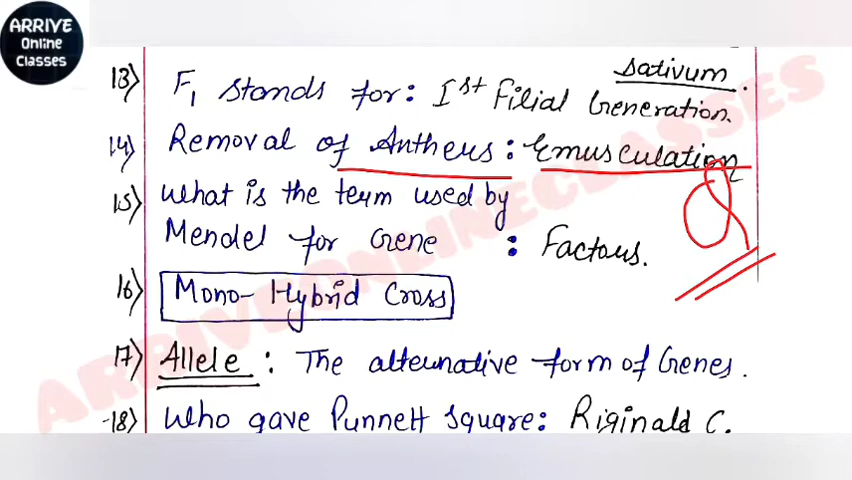 ARRIVE
Online
Classes
sativum.
13) F1 stands for: Ist Filial Generation.
14) Removal of Anthers: Emusculation
15) What is the term used by
Mendel for Gene : Factors.
16) Mono-Hybrid Cross
17) Allele : The alternative form of Genes.
18) Who gave Punnett square: Riginald C.
ARRIVEONLINECLASSES